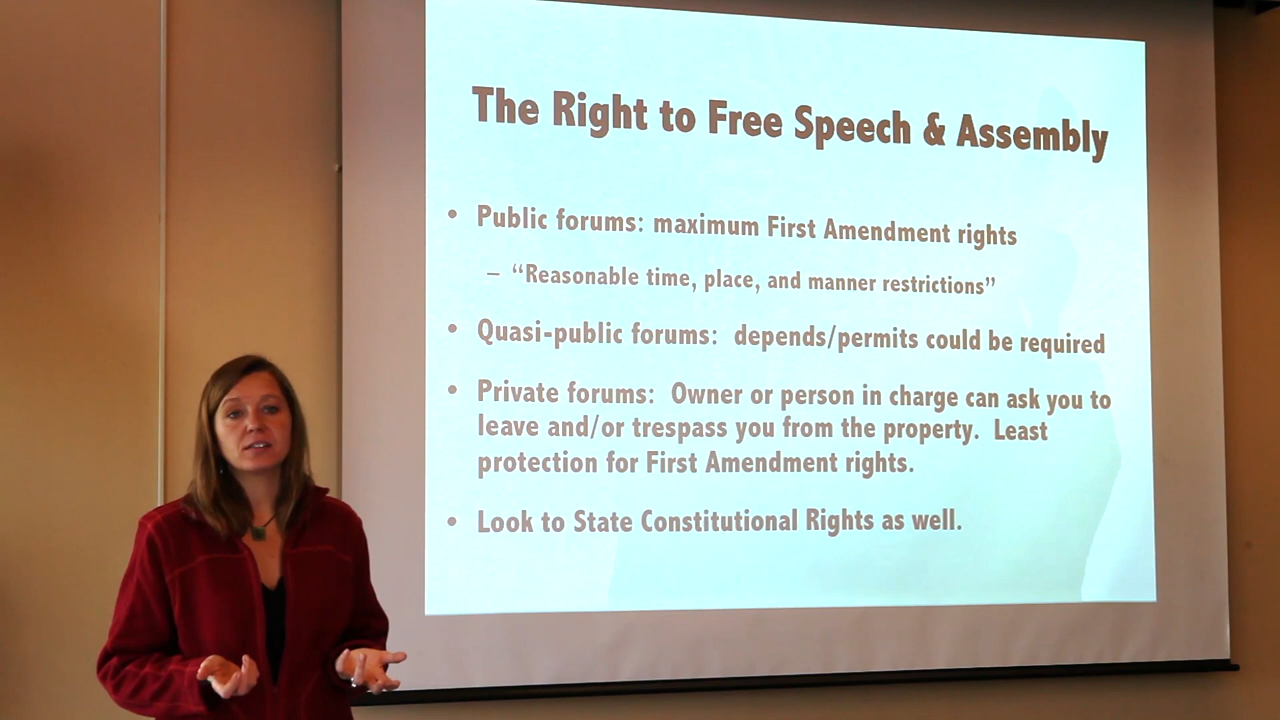 The Right to Free Speech & Assembly
• Public forums: maximum First Amendment rights
– “Reasonable time, place, and manner restrictions”
• Quasi-public forums:  depends/permits could be required
• Private forums:  Owner or person in charge can ask you to
leave and/or trespass you from the property.  Least
protection for First Amendment rights.
• Look to State Constitutional Rights as well.